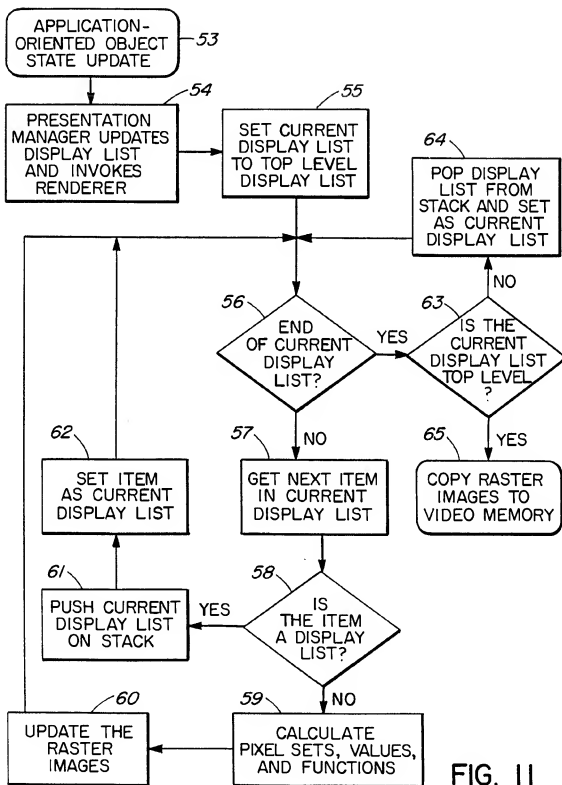 APPLICATION-
ORIENTED OBJECT
STATE UPDATE
53
54
PRESENTATION
MANAGER UPDATES
DISPLAY LIST
AND INVOKES
RENDERER
55
SET CURRENT
DISPLAY LIST
TO TOP LEVEL
DISPLAY LIST
64
POP DISPLAY
LIST FROM
STACK AND SET
AS CURRENT
DISPLAY LIST
NO
56
END
OF CURRENT
DISPLAY
LIST?
YES
63
IS THE
CURRENT
DISPLAY LIST
TOP LEVEL
?
YES
65
COPY RASTER
IMAGES TO
VIDEO MEMORY
NO
57
GET NEXT ITEM
IN CURRENT
DISPLAY LIST
62
SET ITEM
AS CURRENT
DISPLAY LIST
58
IS
THE ITEM
A DISPLAY
LIST?
YES
61
PUSH CURRENT
DISPLAY LIST
ON STACK
NO
59
CALCULATE
PIXEL SETS, VALUES,
AND FUNCTIONS
60
UPDATE THE
RASTER
IMAGES
FIG. 11